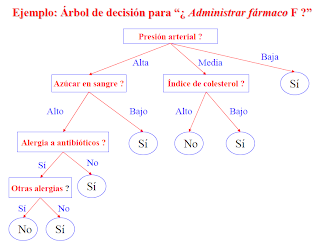 Ejemplo: Árbol de decisión para “¿ Administrar fármaco F ?”
Presión arterial ?
Alta Media Baja
Azúcar en sangre ? Índice de colesterol ? Sí
Alto Bajo Alto Bajo
Alergia a antibióticos ? Sí No Sí
Sí No
Otras alergias ? Sí
Sí No
No Sí